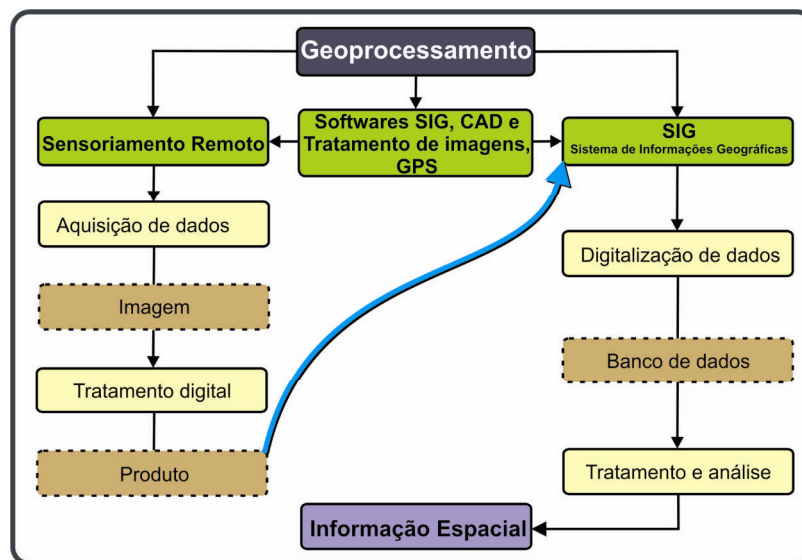 Geoprocessamento
Sensoriamento Remoto
Softwares SIG, CAD e
Tratamento de imagens,
GPS
SIG
Sistema de Informações Geográficas
Aquisição de dados
Digitalização de dados
Imagem
Banco de dados
Tratamento digital
Produto
Tratamento e análise
Informação Espacial